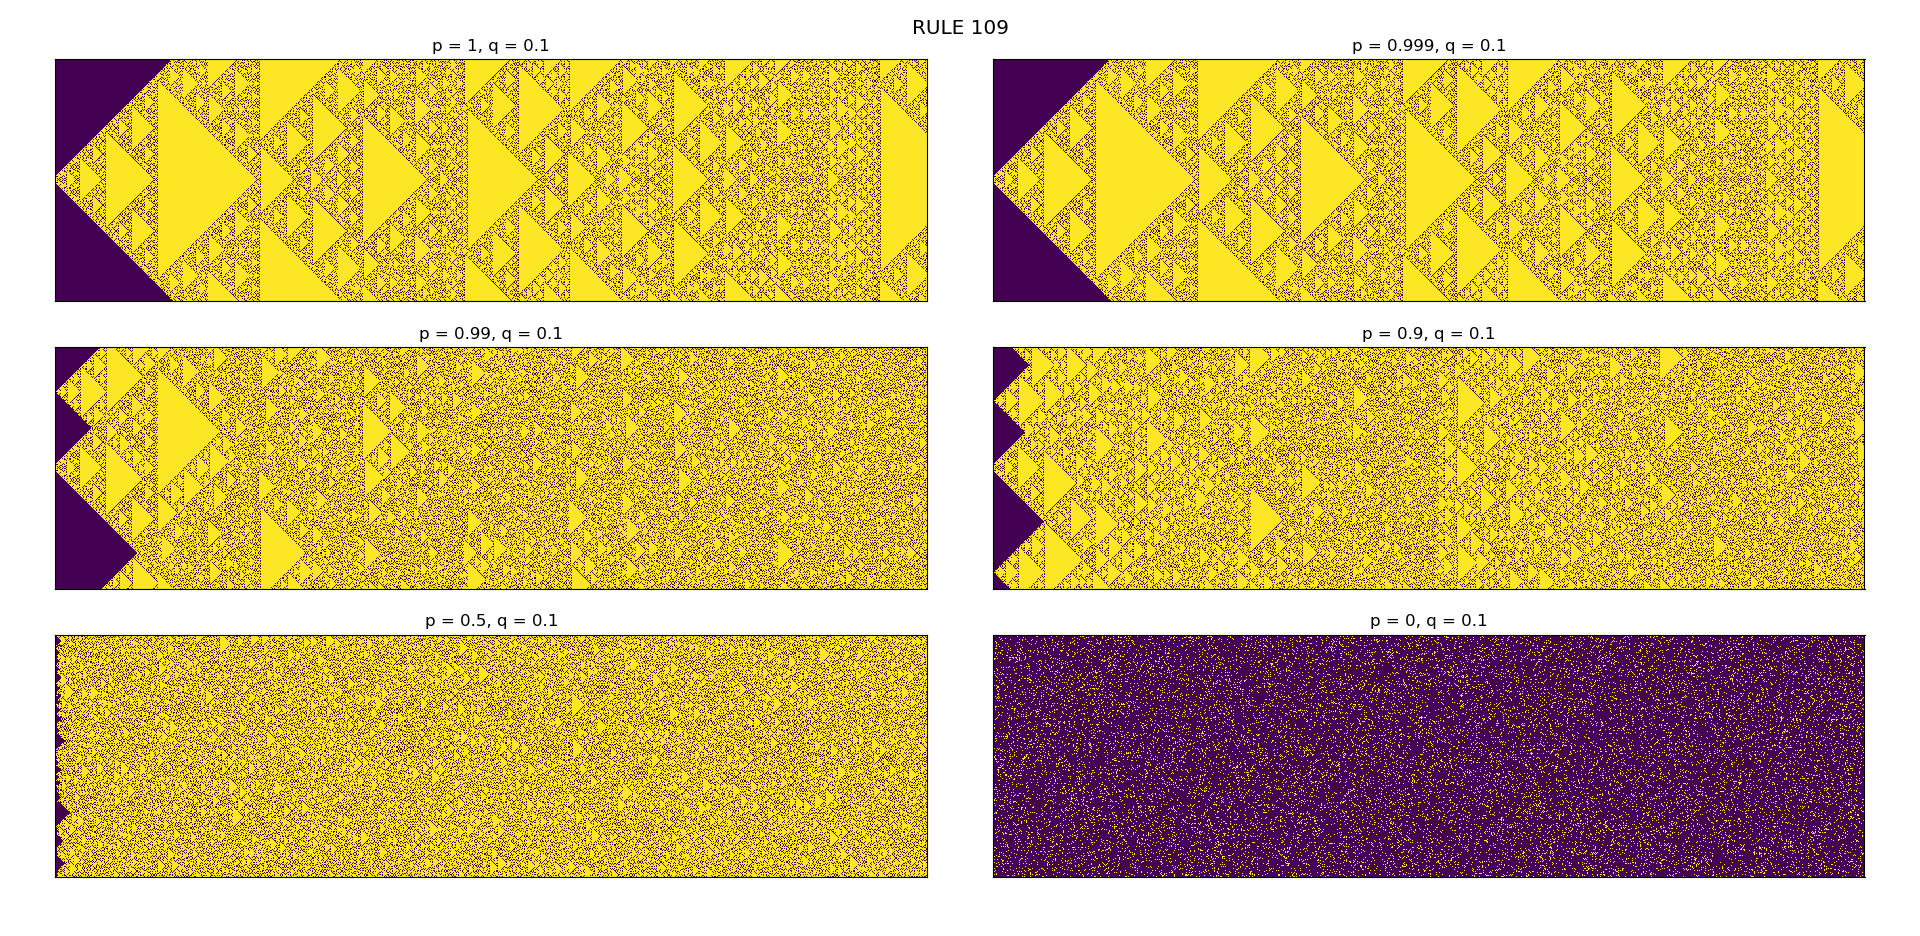 RULE 109
p = 1, q = 0.1
p = 0.999, q = 0.1
p = 0.99, q = 0.1
p = 0.9, q = 0.1
p = 0.5, q = 0.1
p = 0, q = 0.1